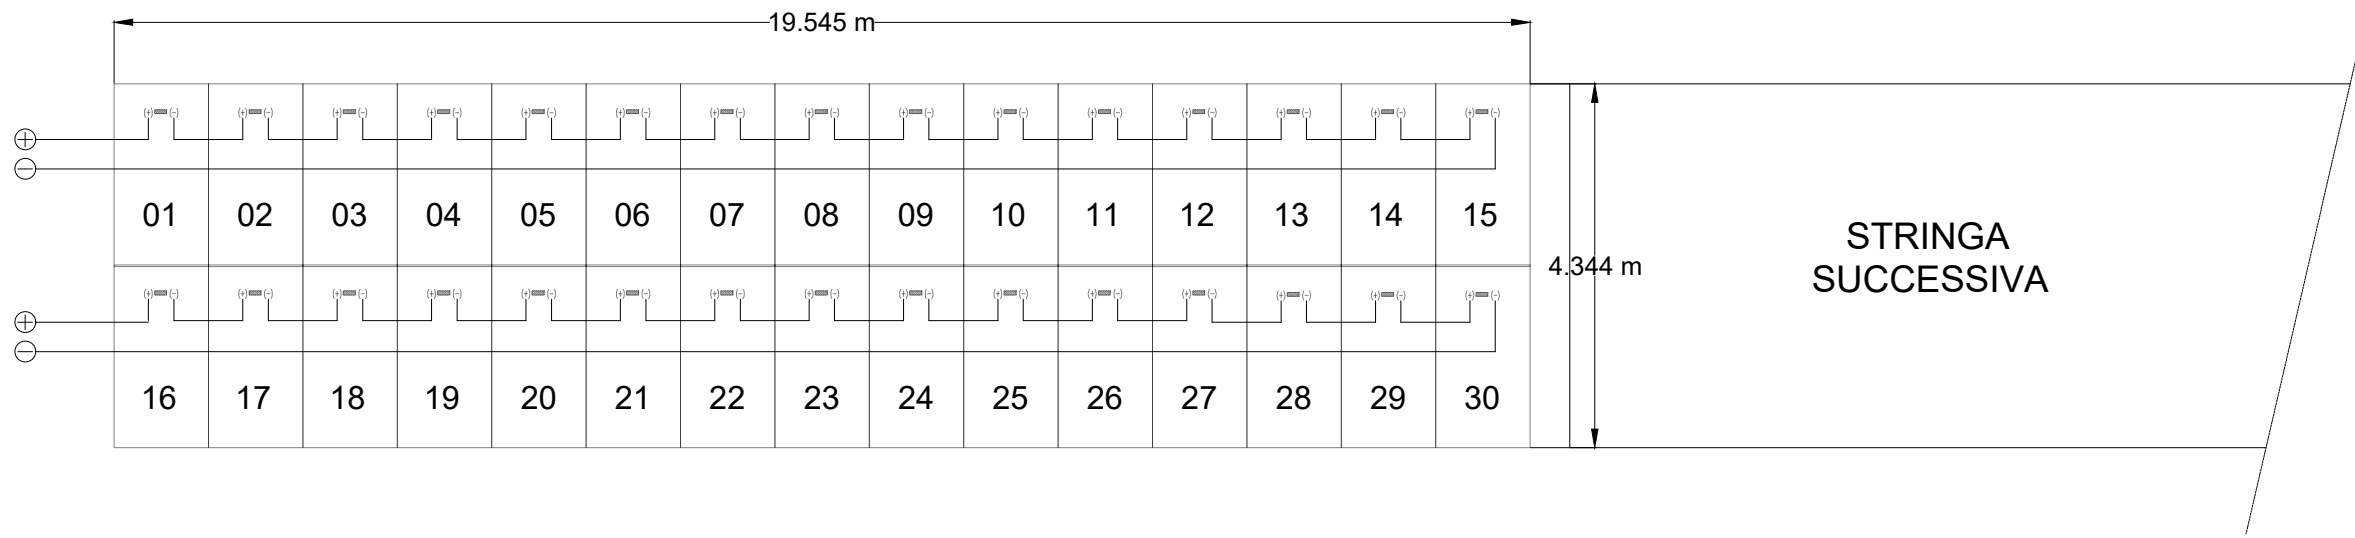 19.545 m
(+) (-) (+) (-) (+) (-) (+) (-) (+) (-) (+) (-) (+) (-) (+) (-) (+) (-) (+) (-) (+) (-) (+) (-) (+) (-) (+) (-) (+) (-)
01 02 03 04 05 06 07 08 09 10 11 12 13 14 15
STRINGA
SUCCESSIVA
4.344 m
(+) (-) (+) (-) (+) (-) (+) (-) (+) (-) (+) (-) (+) (-) (+) (-) (+) (-) (+) (-) (+) (-) (+) (-) (+) (-) (+) (-) (+) (-)
16 17 18 19 20 21 22 23 24 25 26 27 28 29 30